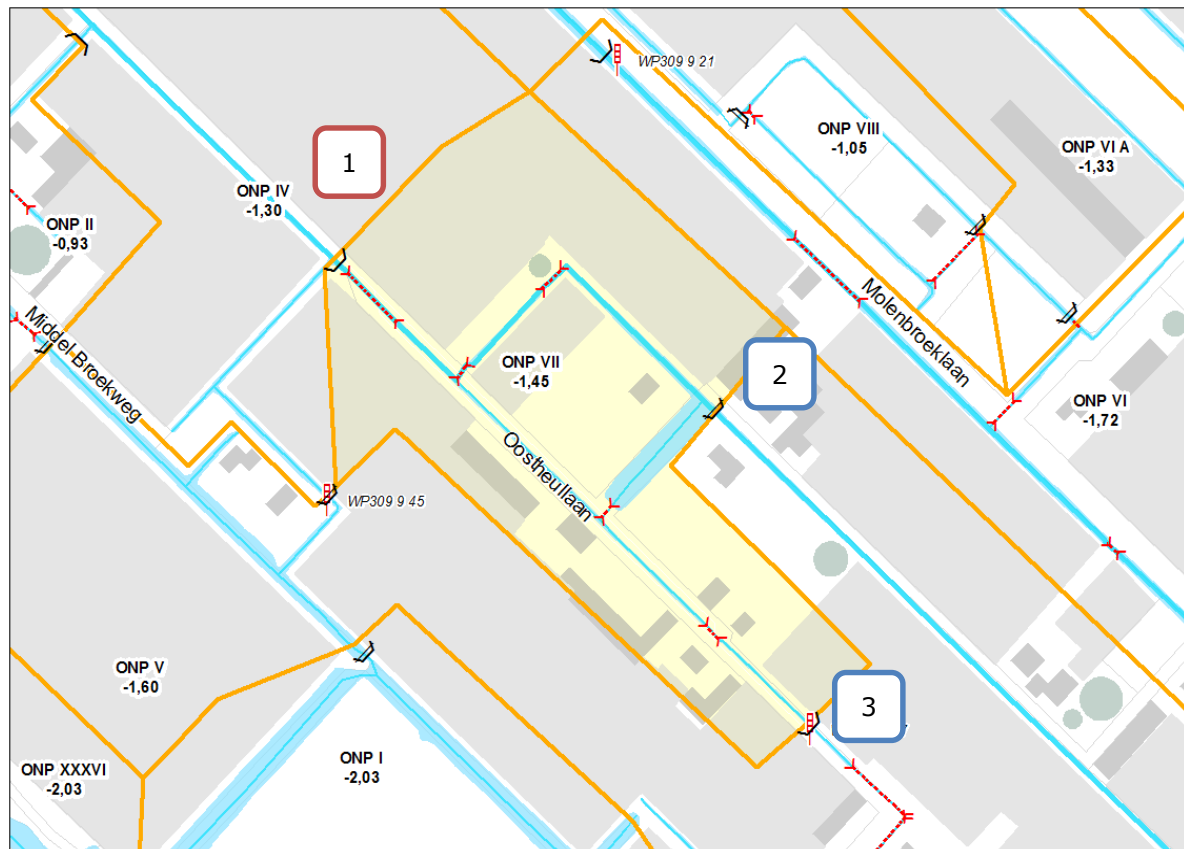 WP309 9 21
ONP VIII
-1,05
ONP VI A
-1,33
1
ONP IV
-1,30
ONP II
-0,93
Molenbroeklaan
Middel Broekweg
ONP VII
-1,45
2
ONP VI
-1,72
Oostheullaan
WP309 9 45
ONP V
-1,60
3
ONP I
-2,03
ONP XXXVI
-2,03